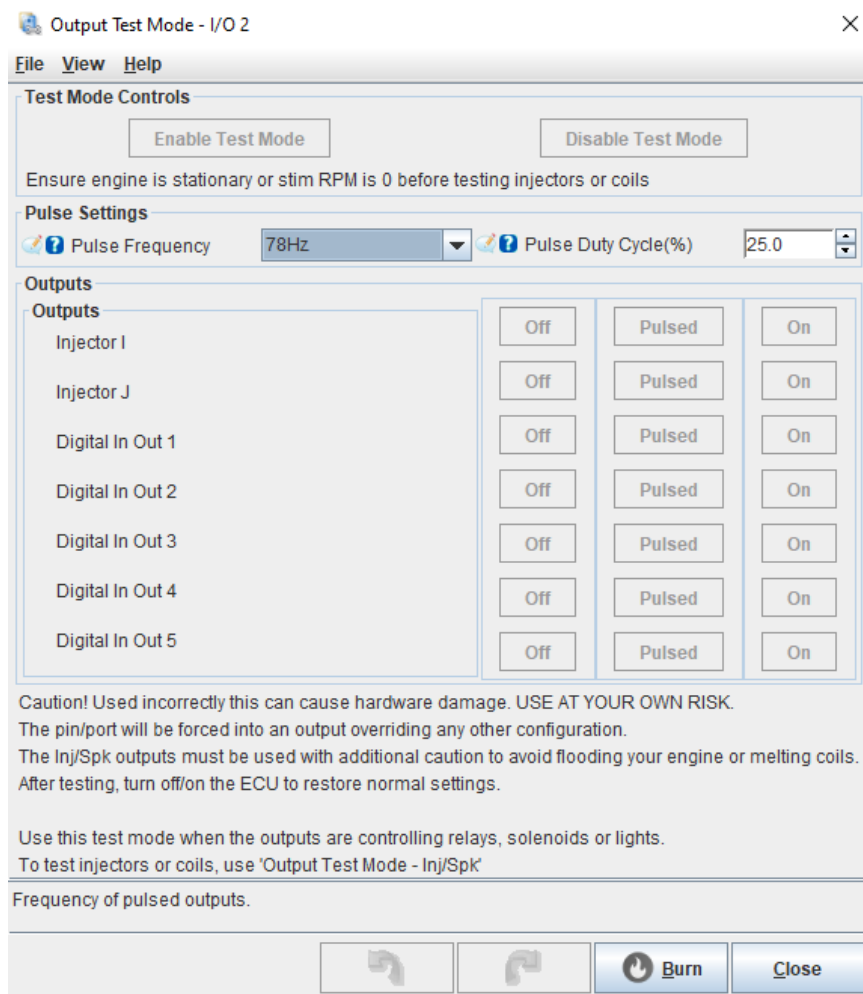 Output Test Mode - I/O 2
File View Help
Test Mode Controls
Enable Test Mode Disable Test Mode
Ensure engine is stationary or stim RPM is 0 before testing injectors or coils
Pulse Settings
Pulse Frequency 78Hz Pulse Duty Cycle(%) 25.0
Outputs
Outputs
Injector I Off Pulsed On
Injector J Off Pulsed On
Digital In Out 1 Off Pulsed On
Digital In Out 2 Off Pulsed On
Digital In Out 3 Off Pulsed On
Digital In Out 4 Off Pulsed On
Digital In Out 5 Off Pulsed On
Caution! Used incorrectly this can cause hardware damage. USE AT YOUR OWN RISK.
The pin/port will be forced into an output overriding any other configuration.
The Inj/Spk outputs must be used with additional caution to avoid flooding your engine or melting coils.
After testing, turn off/on the ECU to restore normal settings.
Use this test mode when the outputs are controlling relays, solenoids or lights.
To test injectors or coils, use 'Output Test Mode - Inj/Spk'
Frequency of pulsed outputs.
Burn Close